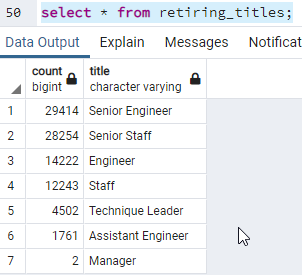 50 select * from retiring_titles;
Data Output Explain Messages Notificat
count title
bigint character varying
1 29414 Senior Engineer
2 28254 Senior Staff
3 14222 Engineer
4 12243 Staff
5 4502 Technique Leader
6 1761 Assistant Engineer
7 2 Manager